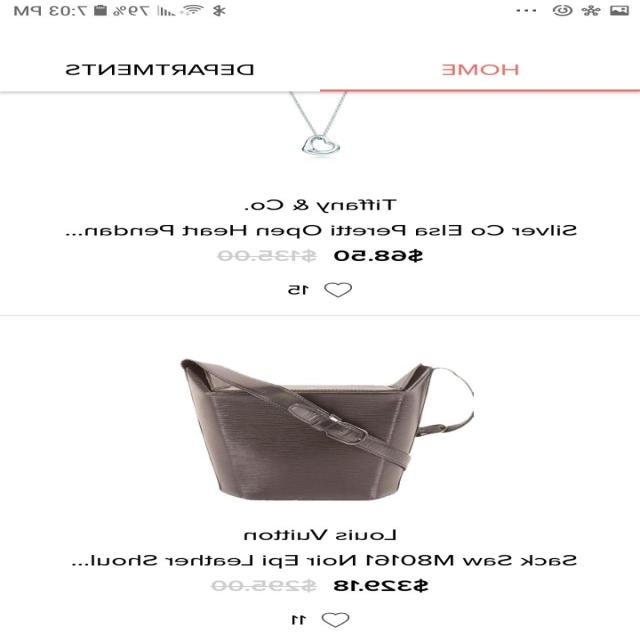 79% 7:03 PM
HOME DEPARTMENTS
Tiffany & Co.
Silver Co Elsa Peretti Open Heart Pendan...
$68.50 $135.00
15
Louis Vuitton
Sack Saw M80161 Noir Epi Leather Shoul...
$329.18 $295.00
11